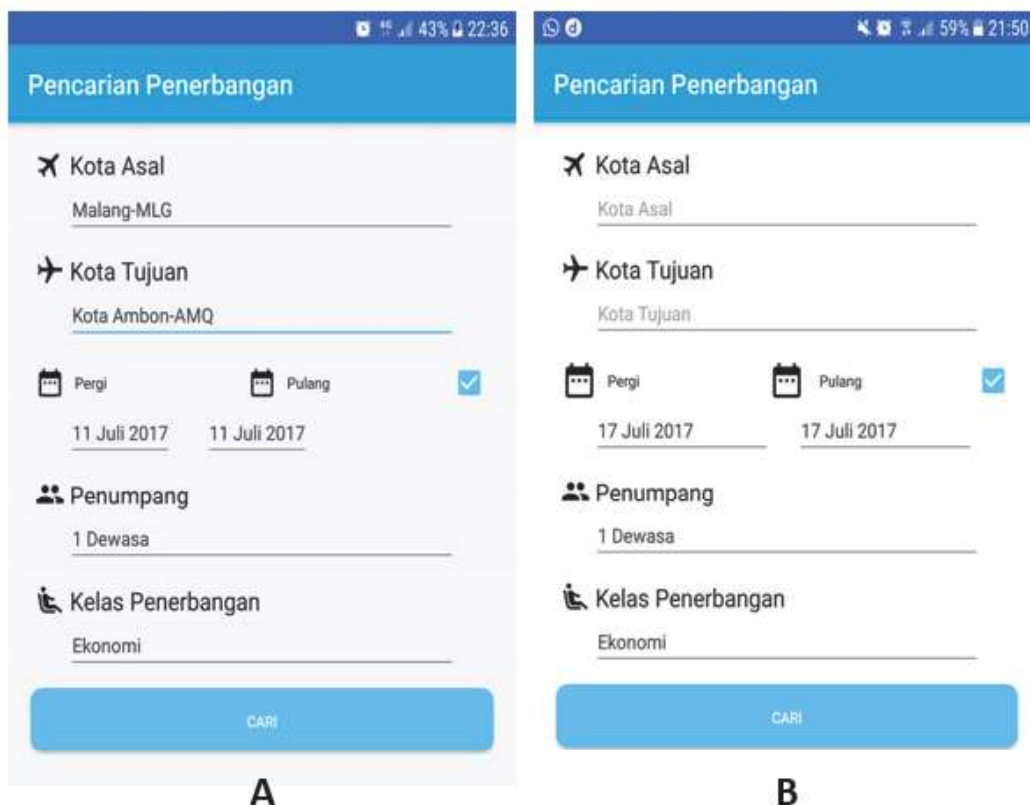 43% 22:36
Pencarian Penerbangan
Kota Asal
Malang-MLG
Kota Tujuan
Kota Ambon-AMQ
Pergi Pulang
11 Juli 2017 11 Juli 2017
Penumpang
1 Dewasa
Kelas Penerbangan
Ekonomi
CARI
A
59% 21:50
Pencarian Penerbangan
Kota Asal
Kota Asal
Kota Tujuan
Kota Tujuan
Pergi Pulang
17 Juli 2017 17 Juli 2017
Penumpang
1 Dewasa
Kelas Penerbangan
Ekonomi
CARI
B